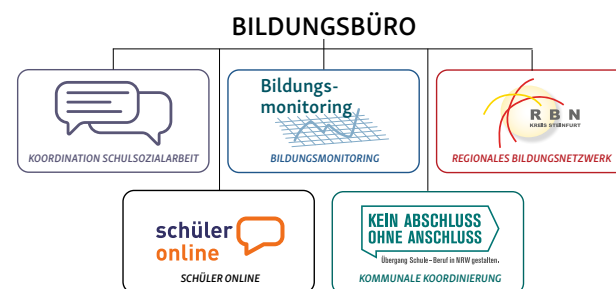 BILDUNGSBÜRO
KOORDINATION SCHULSOZIALARBEIT
Bildungs-
monitoring
BILDUNGSMONITORING
RBN
KREIS STEINFURT
REGIONALES BILDUNGSNETZWERK
schüler
online
SCHÜLER ONLINE
KEIN ABSCHLUSS
OHNE ANSCHLUSS
Übergang Schule – Beruf in NRW gestalten.
KOMMUNALE KOORDINIERUNG